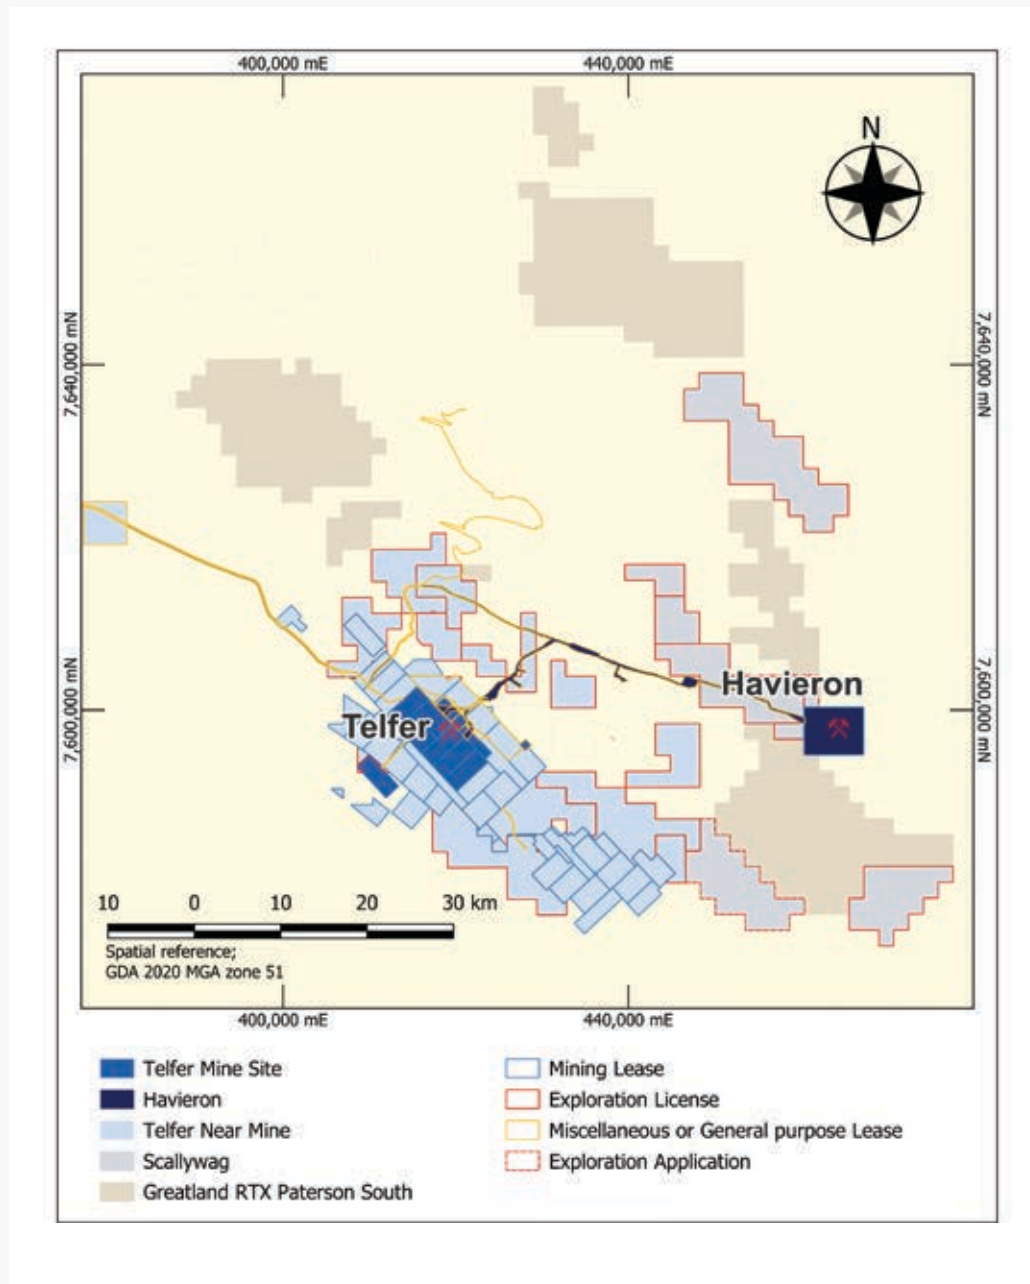 400,000 mE 440,000 mE
N
7,640,000 mN
7,640,000 mN
7,600,000 mN
7,600,000 mN
Havieron
Telfer
10 0 10 20 30 km
Spatial reference;
GDA 2020 MGA zone 51
400,000 mE 440,000 mE
Telfer Mine Site
Havieron
Telfer Near Mine
Scallywag
Greatland RTX Paterson South
Mining Lease
Exploration License
Miscellaneous or General purpose Lease
Exploration Application